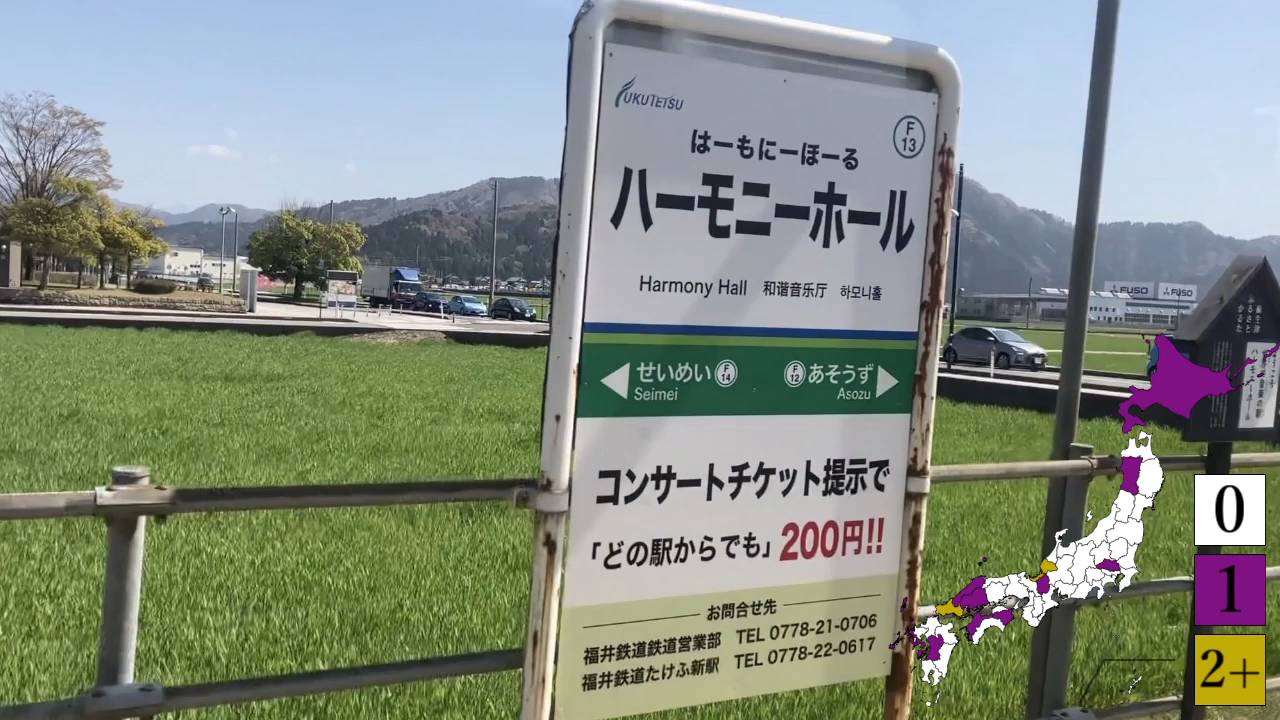 FUKUTETSU
F
13
はーもにーほーる
ハーモニーホール
Harmony Hall 和谐音乐厅 하모니홀
せいめい F 14
Seimei
F 12 あそうず
Asozu
コンサートチケット提示で
「どの駅からでも」200円!!
お問合せ先
福井鉄道鉄道営業部 TEL 0778-21-0706
福井鉄道たけふ新駅 TEL 0778-22-0617
FUSO
FUSO
0
1
2+